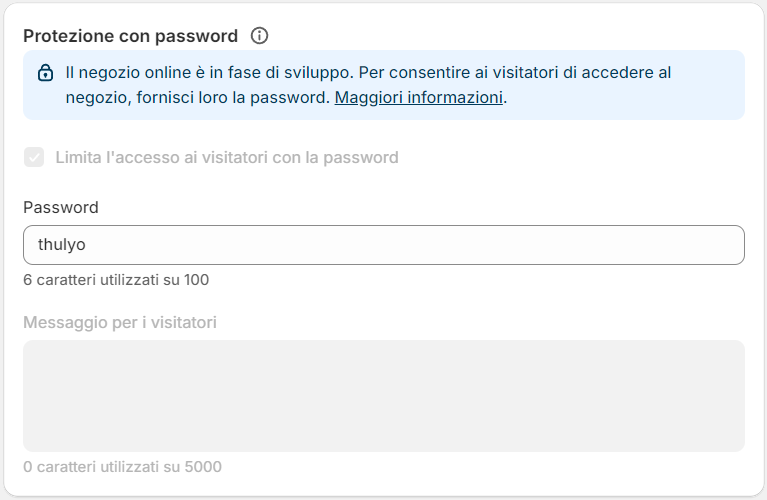 Protezione con password
Il negozio online è in fase di sviluppo. Per consentire ai visitatori di accedere al
negozio, fornisci loro la password. Maggiori informazioni.
Limita l'accesso ai visitatori con la password
Password
thulyo
6 caratteri utilizzati su 100
Messaggio per i visitatori
0 caratteri utilizzati su 5000